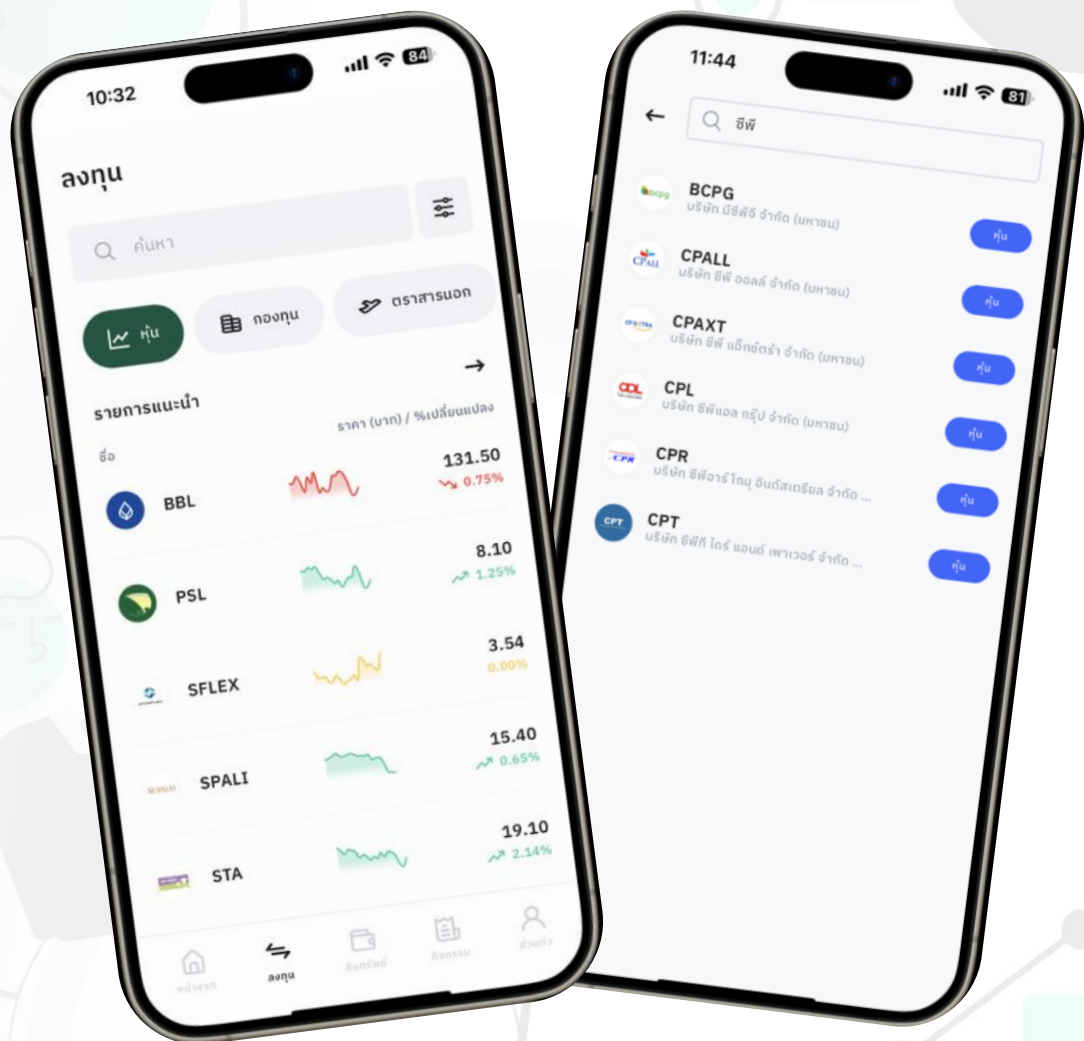 10:32
84
ลงทุน
ค้นหา
หุ้น
กองทุน
ตราสารนอก
รายการแนะนำ
ชื่อ
ราคา (บาท) / %เปลี่ยนแปลง
BBL
131.50
0.75%
PSL
8.10
1.25%
SFLEX
3.54
0.00%
SPALI
15.40
0.65%
STA
19.10
2.14%
หน้าแรก
ลงทุน
สินทรัพย์
กิจกรรม
ส่วนตัว
11:44
81
ซีพี
bcpg
BCPG
บริษัท บีซีพีจี จำกัด (มหาชน)
หุ้น
CPALL
CPALL
บริษัท ซีพี ออลล์ จำกัด (มหาชน)
หุ้น
CPAXTRA
CPAXT
บริษัท ซีพี แอ็กซ์ตร้า จำกัด (มหาชน)
หุ้น
CPL
บริษัท ซีพีแอล กรุ๊ป จำกัด (มหาชน)
หุ้น
CPR
CPR
บริษัท ซีพีอาร์ โกมุ อินดัสเตรียล จำกัด ...
หุ้น
CPT
CPT
บริษัท ซีพีที ไดร์ แอนด์ เพาเวอร์ จำกัด ...
หุ้น